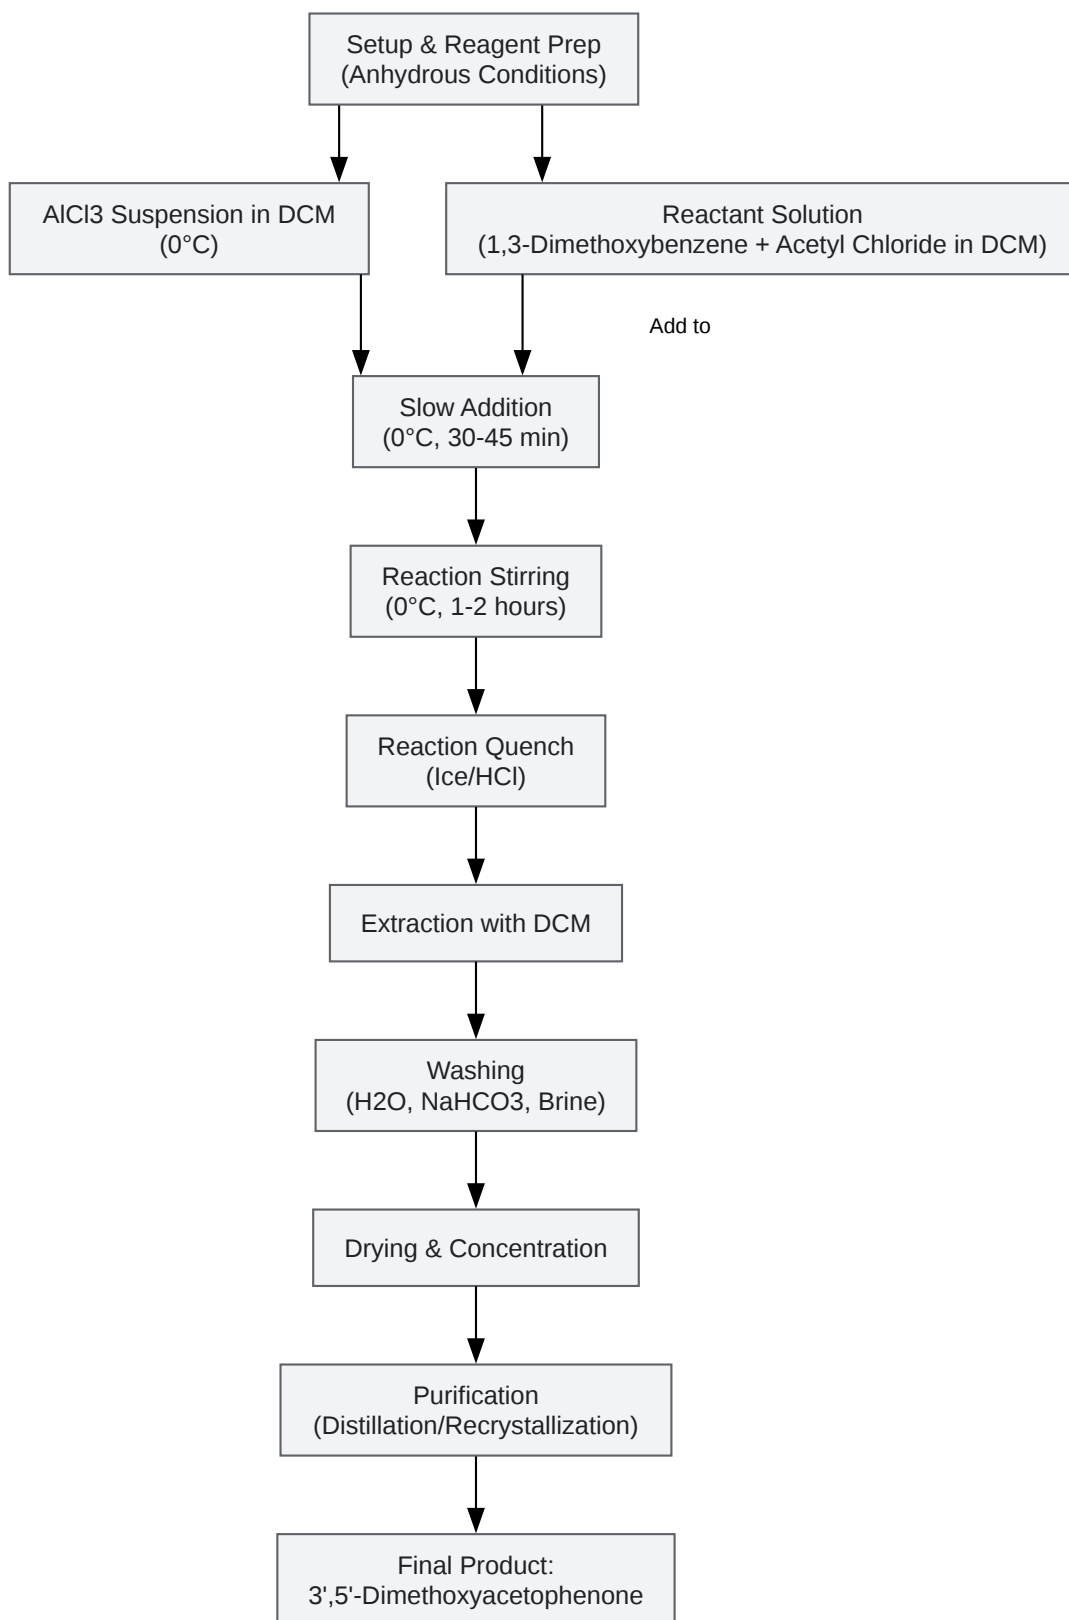 Setup & Reagent Prep
(Anhydrous Conditions)
AlCl3 Suspension in DCM
(0°C)
Reactant Solution
(1,3-Dimethoxybenzene + Acetyl Chloride in DCM)
Add to
Slow Addition
(0°C, 30-45 min)
Reaction Stirring
(0°C, 1-2 hours)
Reaction Quench
(Ice/HCl)
Extraction with DCM
Washing
(H2O, NaHCO3, Brine)
Drying & Concentration
Purification
(Distillation/Recrystallization)
Final Product:
3',5'-Dimethoxyacetophenone